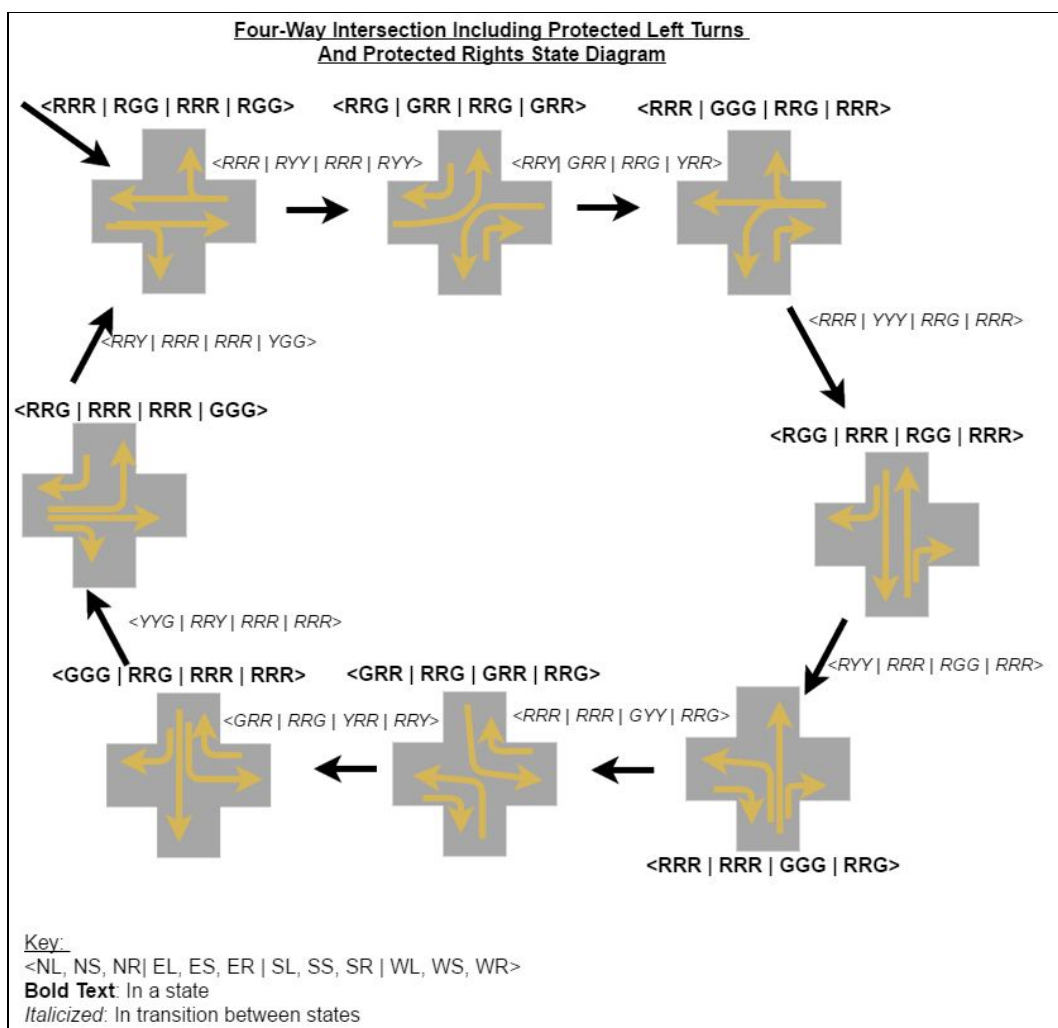 Four-Way Intersection Including Protected Left Turns
And Protected Rights State Diagram
<RRR | RGG | RRR | RGG>
<RRG | GRR | RRG | GRR>
<RRR | GGG | RRG | RRR>
<RRR | RYY | RRR | RYY>
<RRY| GRR | RRG | YRR>
<RRR | YYY | RRG | RRR>
<RRY | RRR | RRR | YGG>
<RRG | RRR | RRR | GGG>
<RGG | RRR | RGG | RRR>
<YYG | RRY | RRR | RRR>
<RYY | RRR | RGG | RRR>
<GGG | RRG | RRR | RRR>
<GRR | RRG | GRR | RRG>
<GRR | RRG | YRR | RRY>
<RRR | RRR | GYY | RRG>
<RRR | RRR | GGG | RRG>
Key:
<NL, NS, NR| EL, ES, ER | SL, SS, SR | WL, WS, WR>
Bold Text: In a state
Italicized: In transition between states